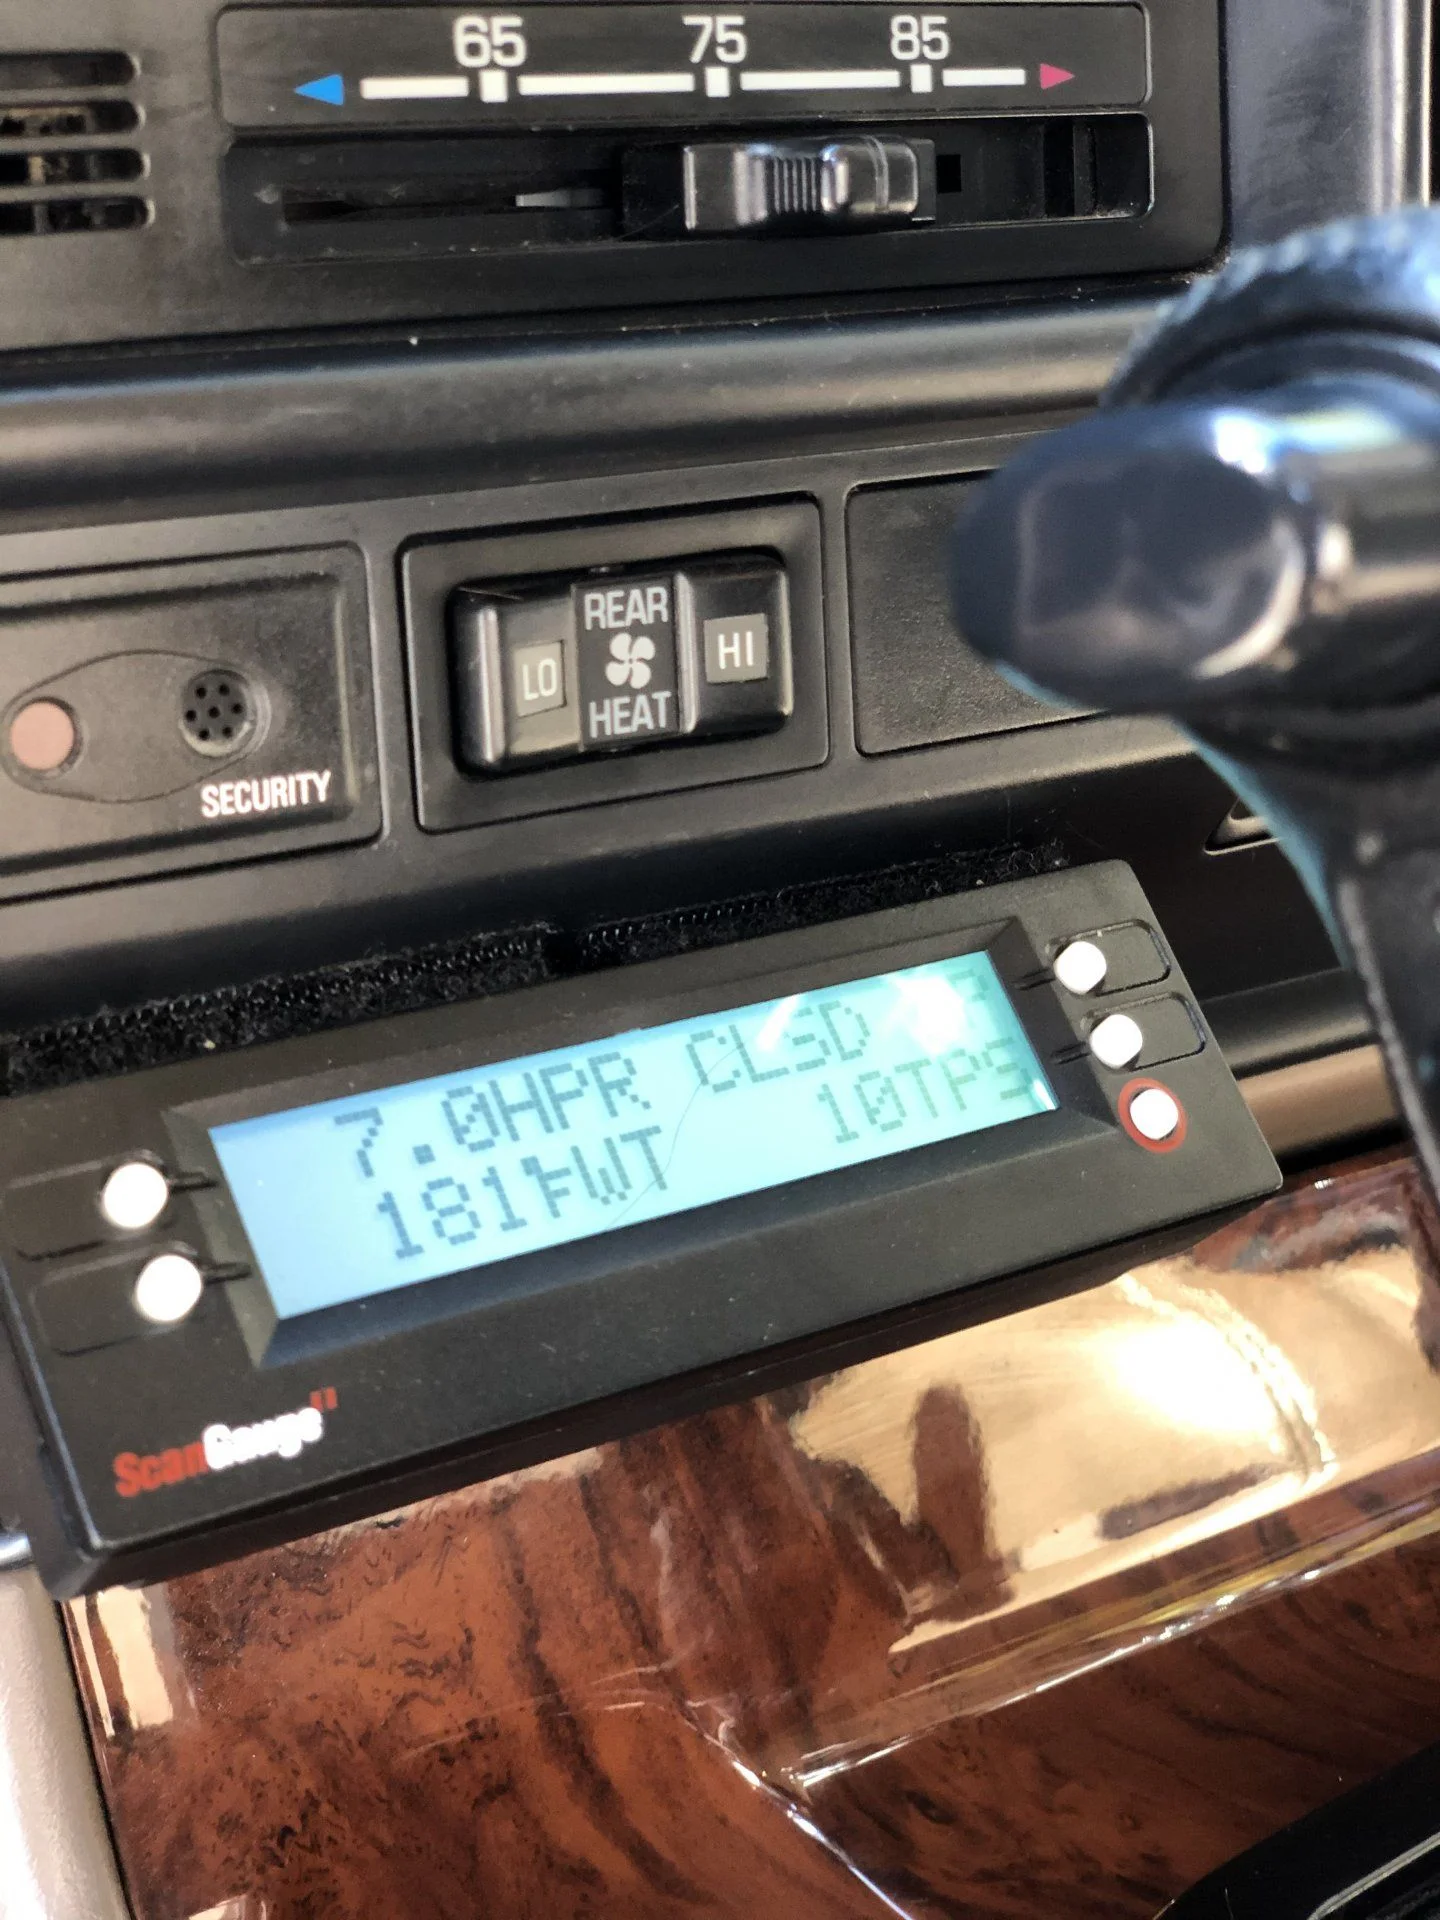 65 75 85
REAR
LO HI
HEAT
SECURITY
7.0HPR CLSD
181°FWT 10TPS
ScanGauge II